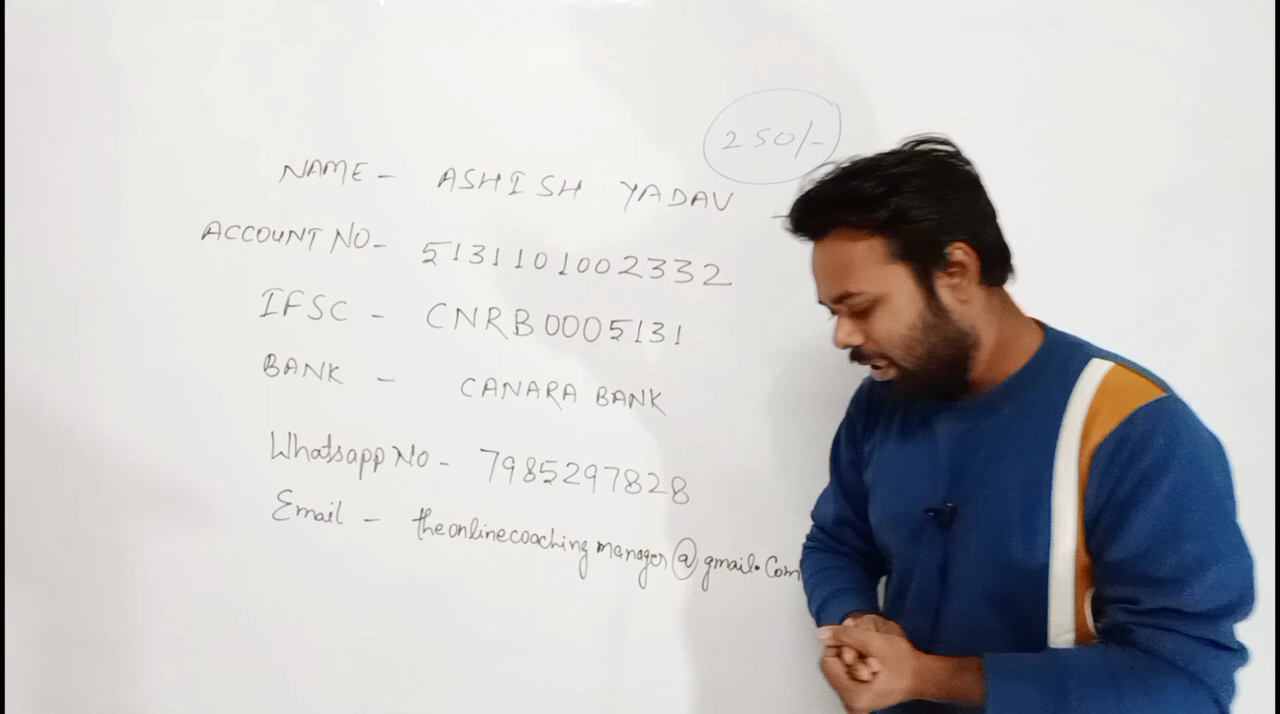 250/-
NAME - ASHISH YADAV -
ACCOUNT NO - 5131101002332
IFSC - CNRB0005131
BANK - CANARA BANK
Whatsapp No - 7985297828
Email - theonlinecoachingmanager@gmail.com